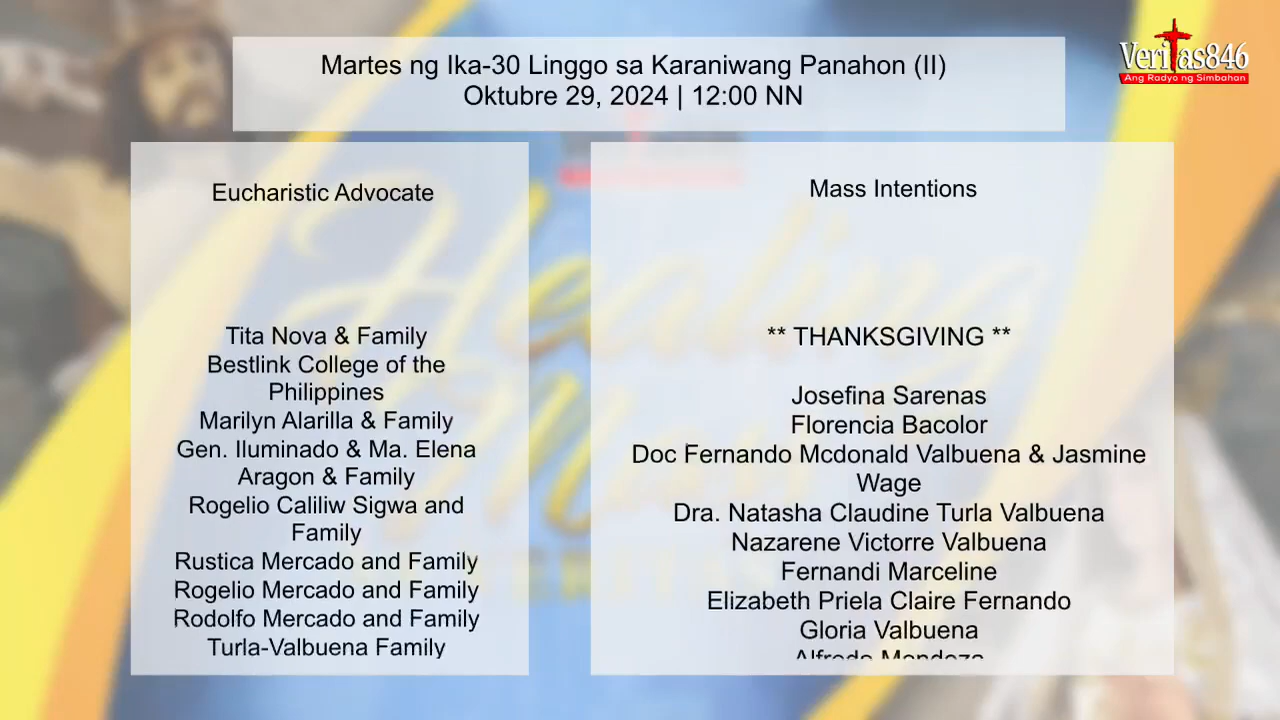 Martes ng Ika-30 Linggo sa Karaniwang Panahon (II)
Oktubre 29, 2024 | 12:00 NN
Veritas846
Ang Radyo ng Simbahan
Eucharistic Advocate
Tita Nova & Family
Bestlink College of the
Philippines
Marilyn Alarilla & Family
Gen. Iluminado & Ma. Elena
Aragon & Family
Rogelio Caliliw Sigwa and
Family
Rustica Mercado and Family
Rogelio Mercado and Family
Rodolfo Mercado and Family
Turla-Valbuena Family
Mass Intentions
** THANKSGIVING **
Josefina Sarenas
Florencia Bacolor
Doc Fernando Mcdonald Valbuena & Jasmine
Wage
Dra. Natasha Claudine Turla Valbuena
Nazarene Victorre Valbuena
Fernandi Marceline
Elizabeth Priela Claire Fernando
Gloria Valbuena
Alfredo Mendoza
Healing